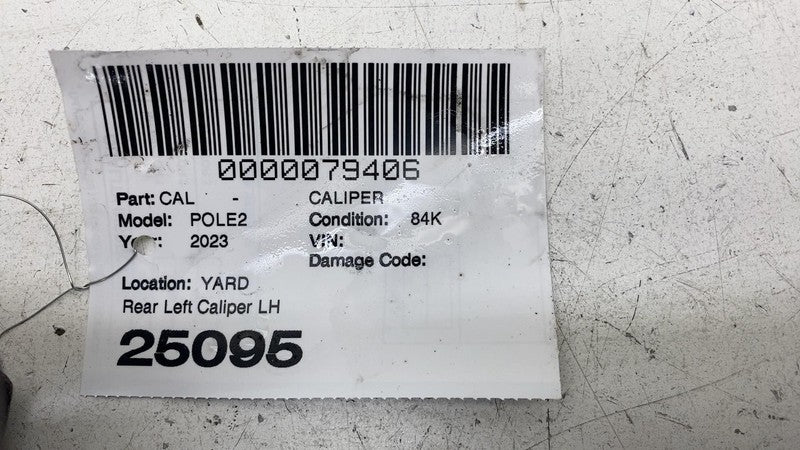 0000079406
Part: CAL - CALIPER
Model: POLE2 Condition: 84K
Year: 2023 VIN:
Damage Code:
Location: YARD
Rear Left Caliper LH
25095